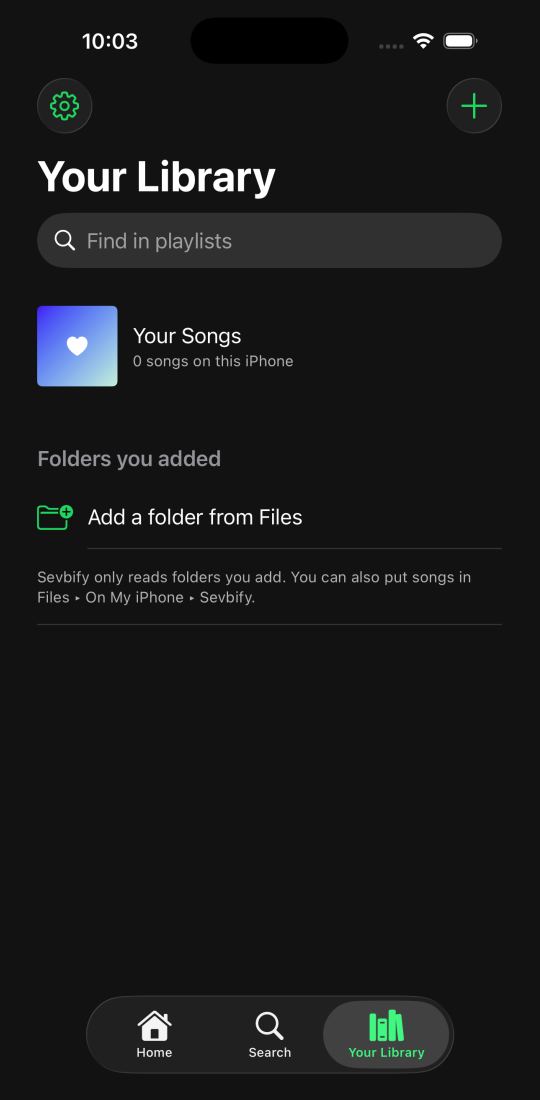 10:03
Your Library
Find in playlists
Your Songs
0 songs on this iPhone
Folders you added
Add a folder from Files
Sevbify only reads folders you add. You can also put songs in
Files ▸ On My iPhone ▸ Sevbify.
Home
Search
Your Library